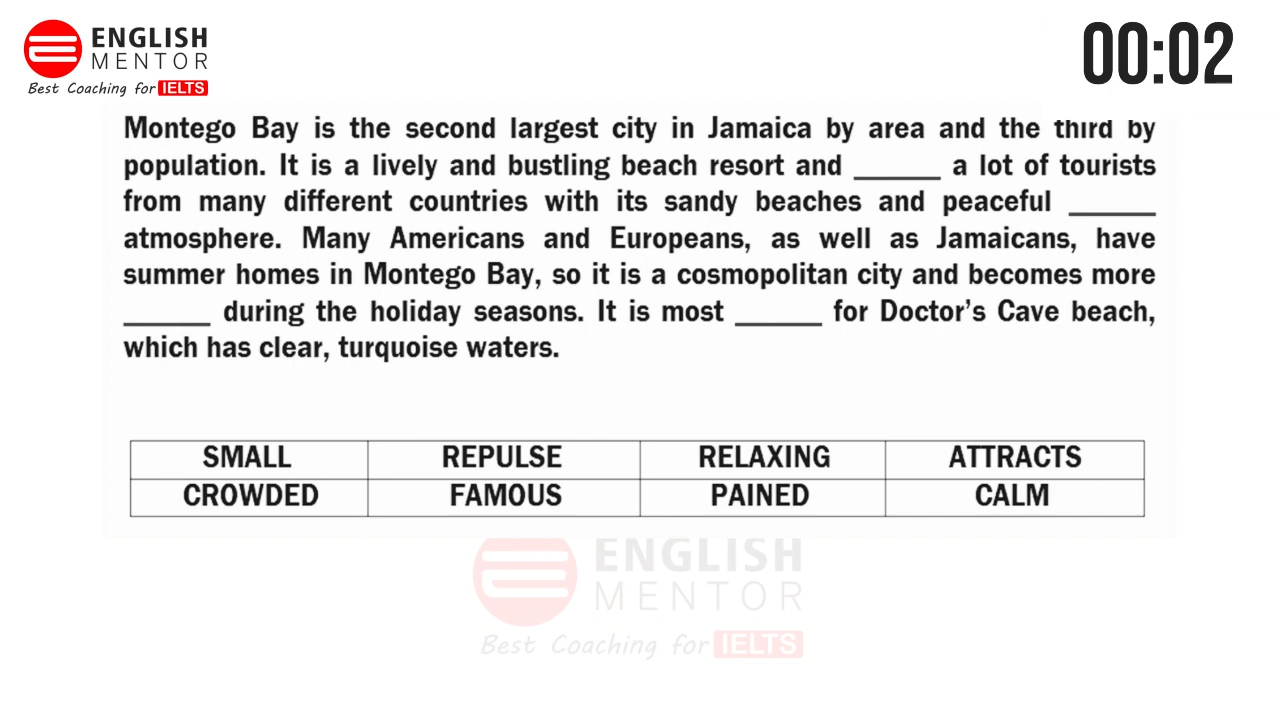 ENGLISH
MENTOR
Best Coaching for IELTS
00:02
Montego Bay is the second largest city in Jamaica by area and the third by
population. It is a lively and bustling beach resort and ______ a lot of tourists
from many different countries with its sandy beaches and peaceful ______
atmosphere. Many Americans and Europeans, as well as Jamaicans, have
summer homes in Montego Bay, so it is a cosmopolitan city and becomes more
______ during the holiday seasons. It is most ______ for Doctor's Cave beach,
which has clear, turquoise waters.
SMALL REPULSE RELAXING ATTRACTS
CROWDED FAMOUS PAINED CALM
ENGLISH
MENTOR
Best Coaching for IELTS